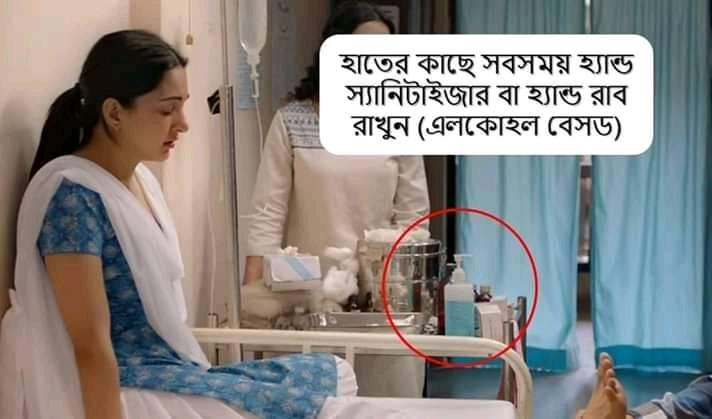 হাতের কাছে সবসময় হ্যান্ড
স্যানিটাইজার বা হ্যান্ড রাব
রাখুন (এলকোহল বেসড)